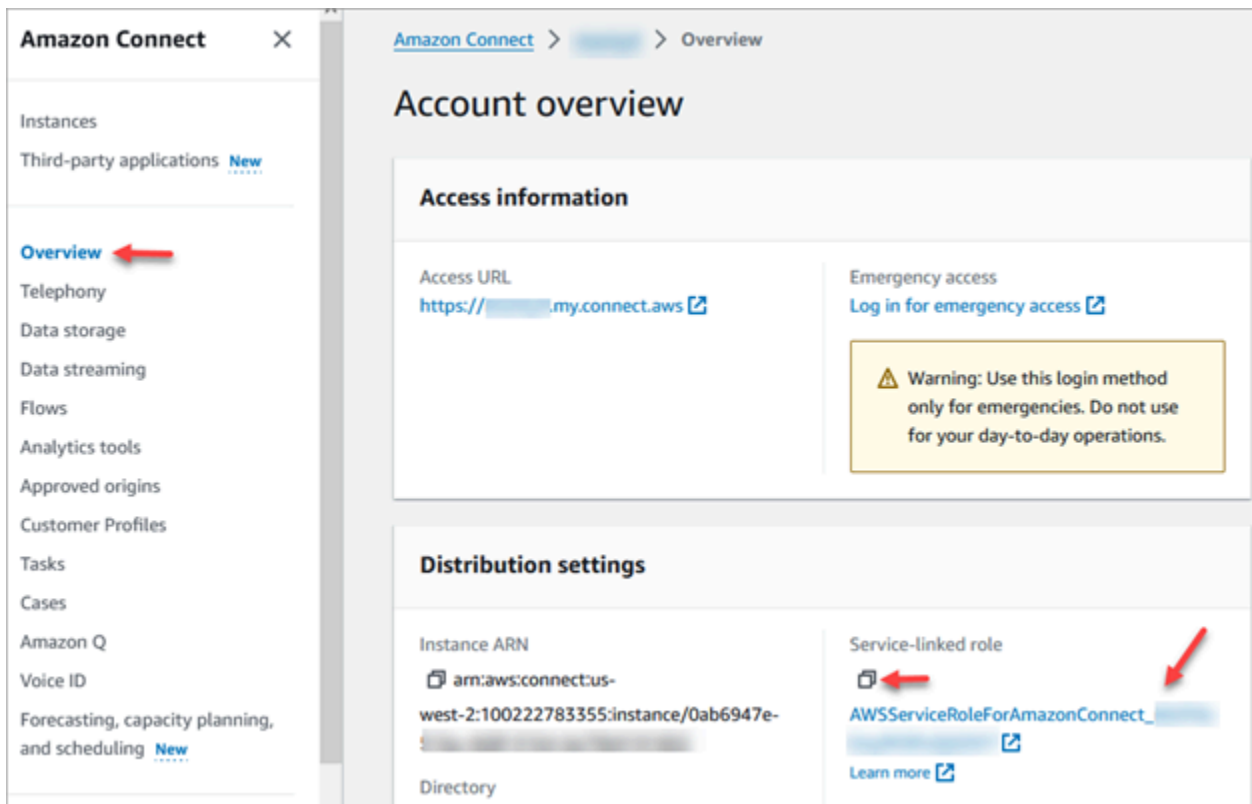 Amazon Connect
Instances
Third-party applications New
Overview
Telephony
Data storage
Data streaming
Flows
Analytics tools
Approved origins
Customer Profiles
Tasks
Cases
Amazon Q
Voice ID
Forecasting, capacity planning,
and scheduling New
Amazon Connect > > Overview
Account overview
Access information
Access URL
https:// .my.connect.aws
Emergency access
Log in for emergency access
Warning: Use this login method
only for emergencies. Do not use
for your day-to-day operations.
Distribution settings
Instance ARN
arn:aws:connect:us-
west-2:100222783355:instance/0ab6947e-
Directory
Service-linked role
AWSServiceRoleForAmazonConnect_
Learn more